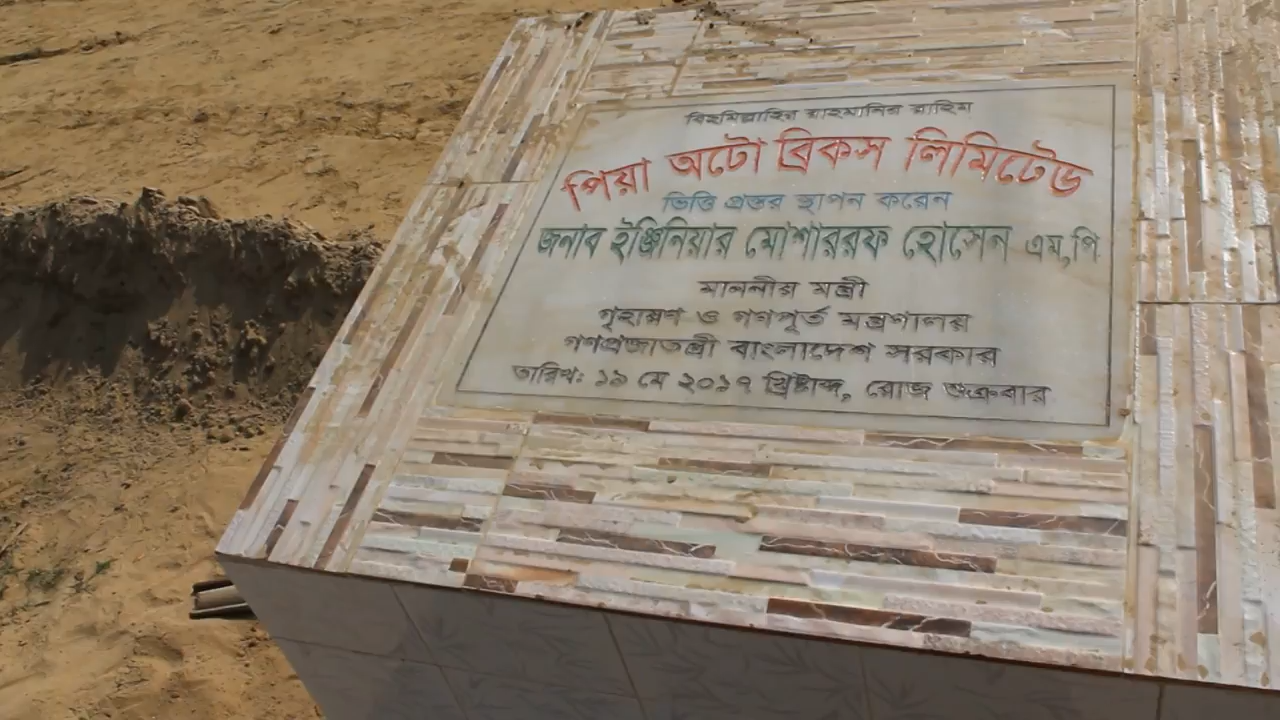 বিছমিল্লাহির রাহমানির রাহিম
পিয়া অটো ব্রিকস লিমিটেড
ভিত্তি প্রস্তর স্থাপন করেন
জনাব ইঞ্জিনিয়ার মোশাররফ হোসেন এম,পি
মাননীয় মন্ত্রী
গৃহায়ণ ও গণপূর্ত মন্ত্রণালয়
গণপ্রজাতন্ত্রী বাংলাদেশ সরকার
তারিখ: ১৯ মে ২০১৭ খ্রিষ্টাব্দ, রোজ শুক্রবার